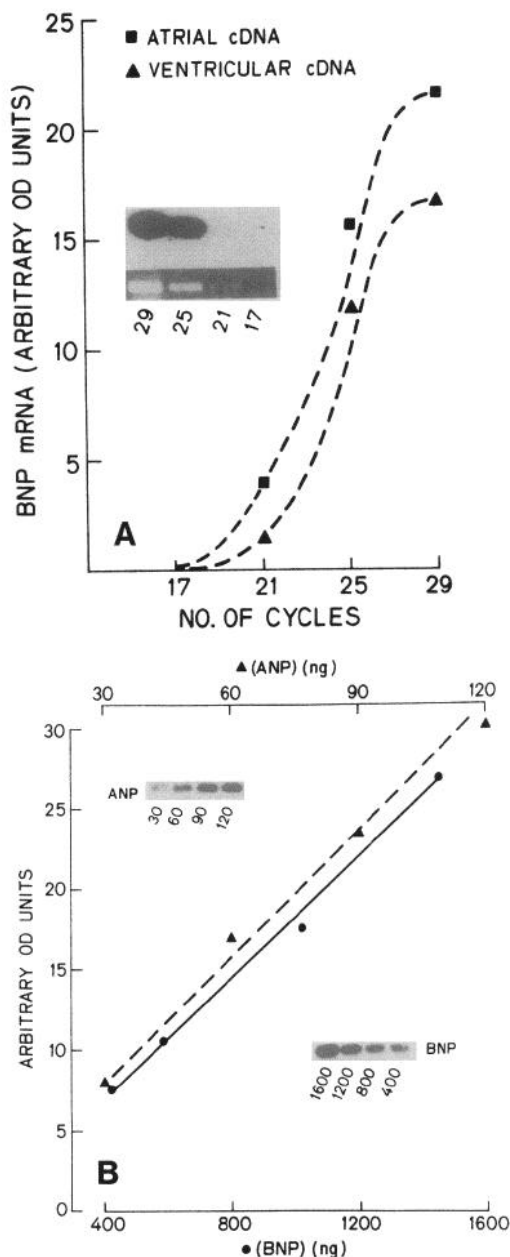 25
■ ATRIAL cDNA
▲ VENTRICULAR cDNA
20
15
10
5
BNP mRNA (ARBITRARY OD UNITS)
29 25 21 17
A
17 21 25 29
NO. OF CYCLES
▲ (ANP) (ng)
30 60 90 120
30
25
20
15
10
5
0
ARBITRARY OD UNITS
ANP
30 60 90 120
BNP
1600 1200 800 400
B
400 800 1200 1600
● (BNP) (ng)